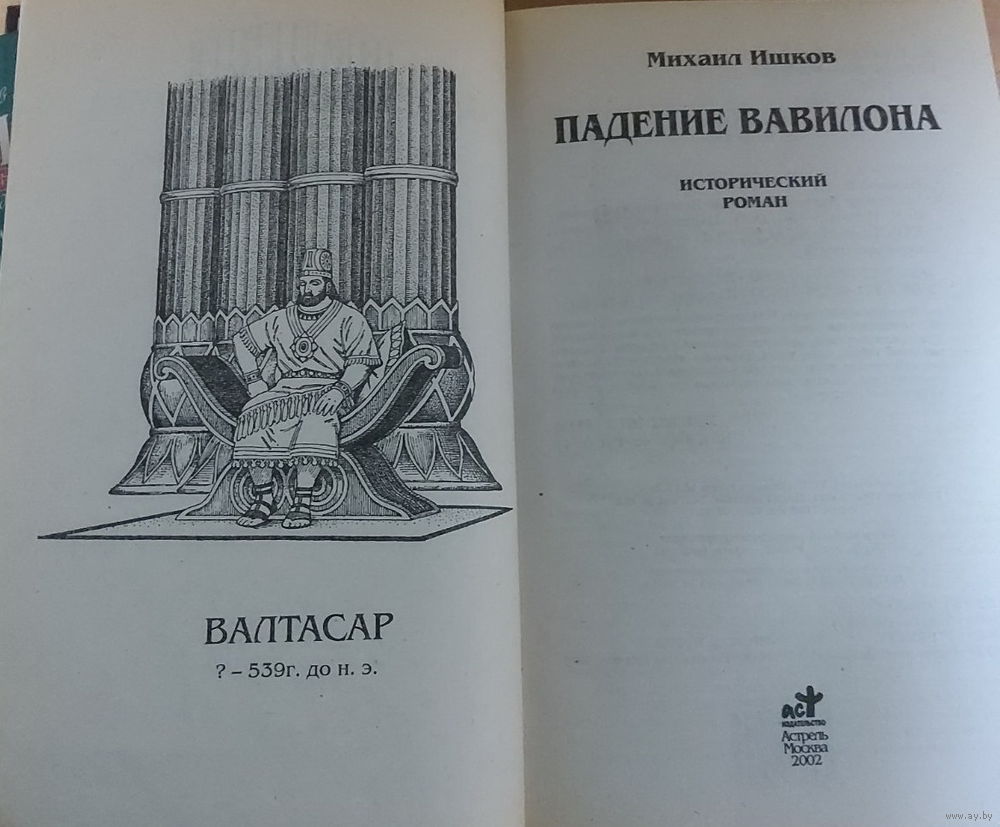 ВАЛТАСАР
? – 539г. до н. э.
Михаил Ишков
ПАДЕНИЕ ВАВИЛОНА
ИСТОРИЧЕСКИЙ
РОМАН
аст
ИЗДАТЕЛЬСТВО
Астрель
Москва
2002
www.ay.by